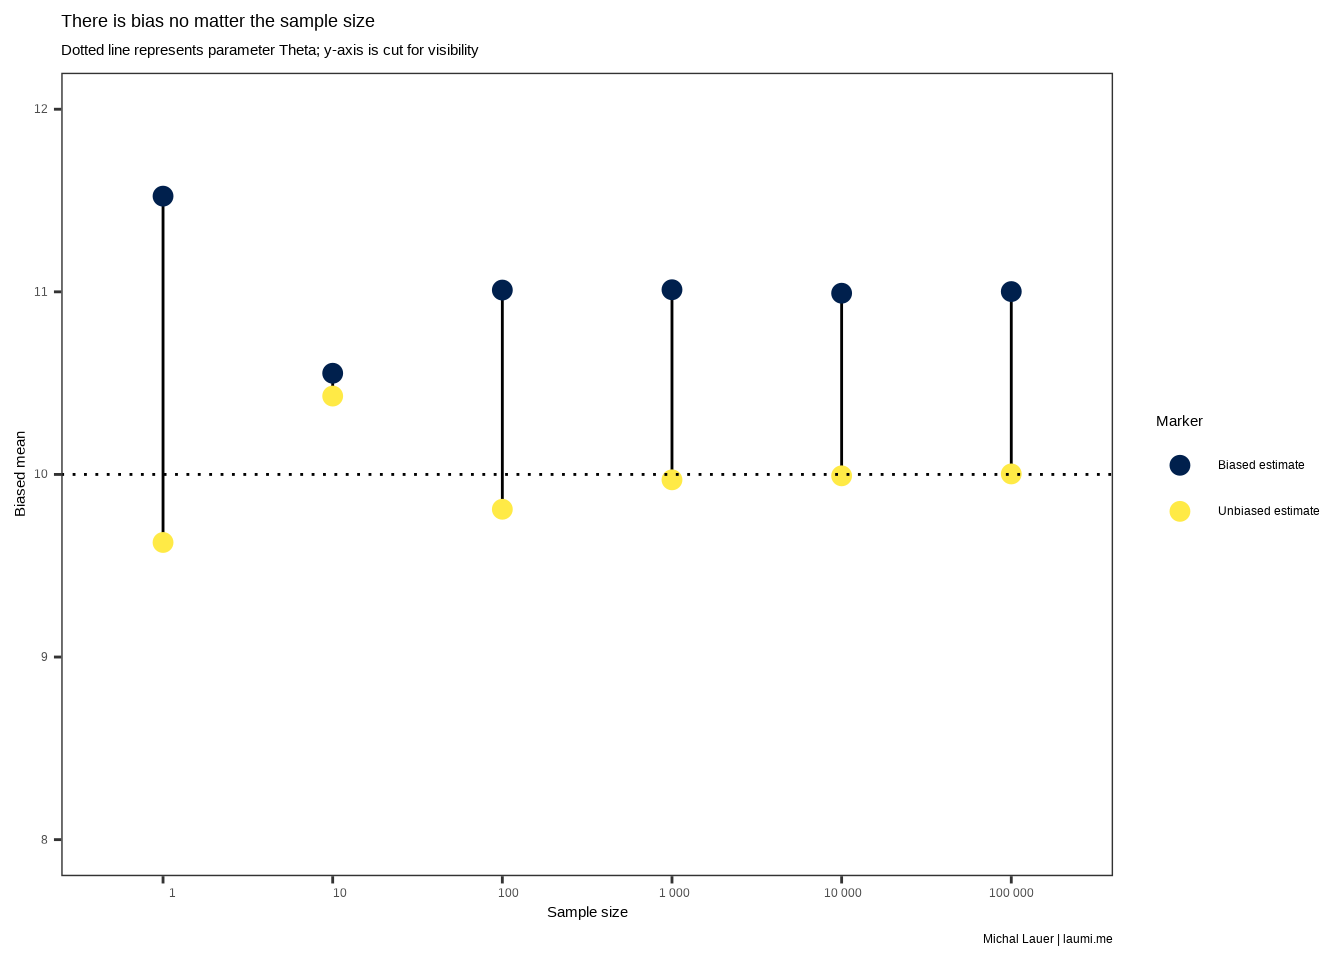 There is bias no matter the sample size
Dotted line represents parameter Theta; y-axis is cut for visibility
12
11
10
9
8
Biased mean
1
10
100
1 000
10 000
100 000
Sample size
Marker
Biased estimate
Unbiased estimate
Michal Lauer | laumi.me